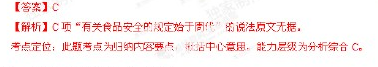 【答案】C
【解析】C 项“有关食品安全的规定始于周代”的说法原文无据。
考点定位：此题考点为归纳内容要点，概括中心意思。能力层级为分析综合 C。